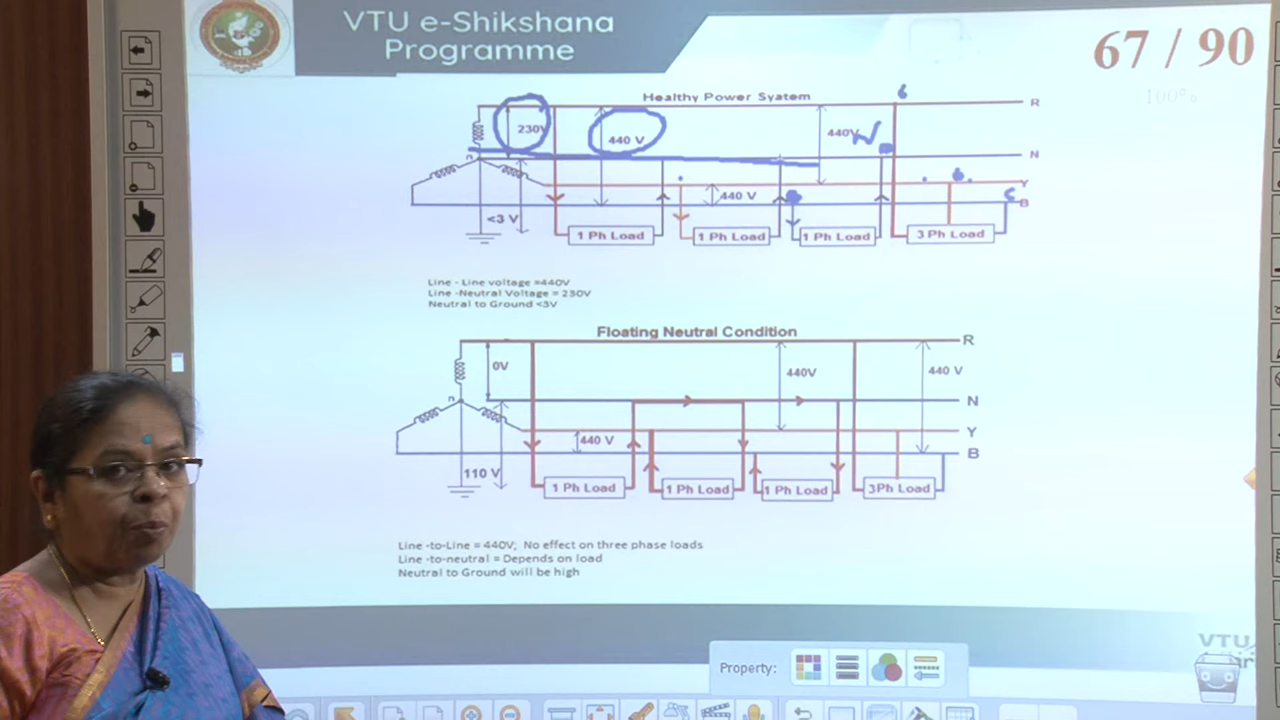 VTU e-Shikshana
Programme
67 / 90
100%
Healthy Power Syatem
R
230V
440 V
440V
N
n
Y
440 V
B
<3 V
1 Ph Load
1 Ph Load
1 Ph Load
3 Ph Load
Line - Line voltage =440V
Line -Neutral Voltage = 230V
Neutral to Ground <3V
Floating Neutral Condition
R
0V
440V
440 V
n
N
Y
440 V
B
110 V
1 Ph Load
1 Ph Load
1 Ph Load
3Ph Load
Line -to-Line = 440V; No effect on three phase loads
Line -to-neutral = Depends on load
Neutral to Ground will be high
VTU
Property: